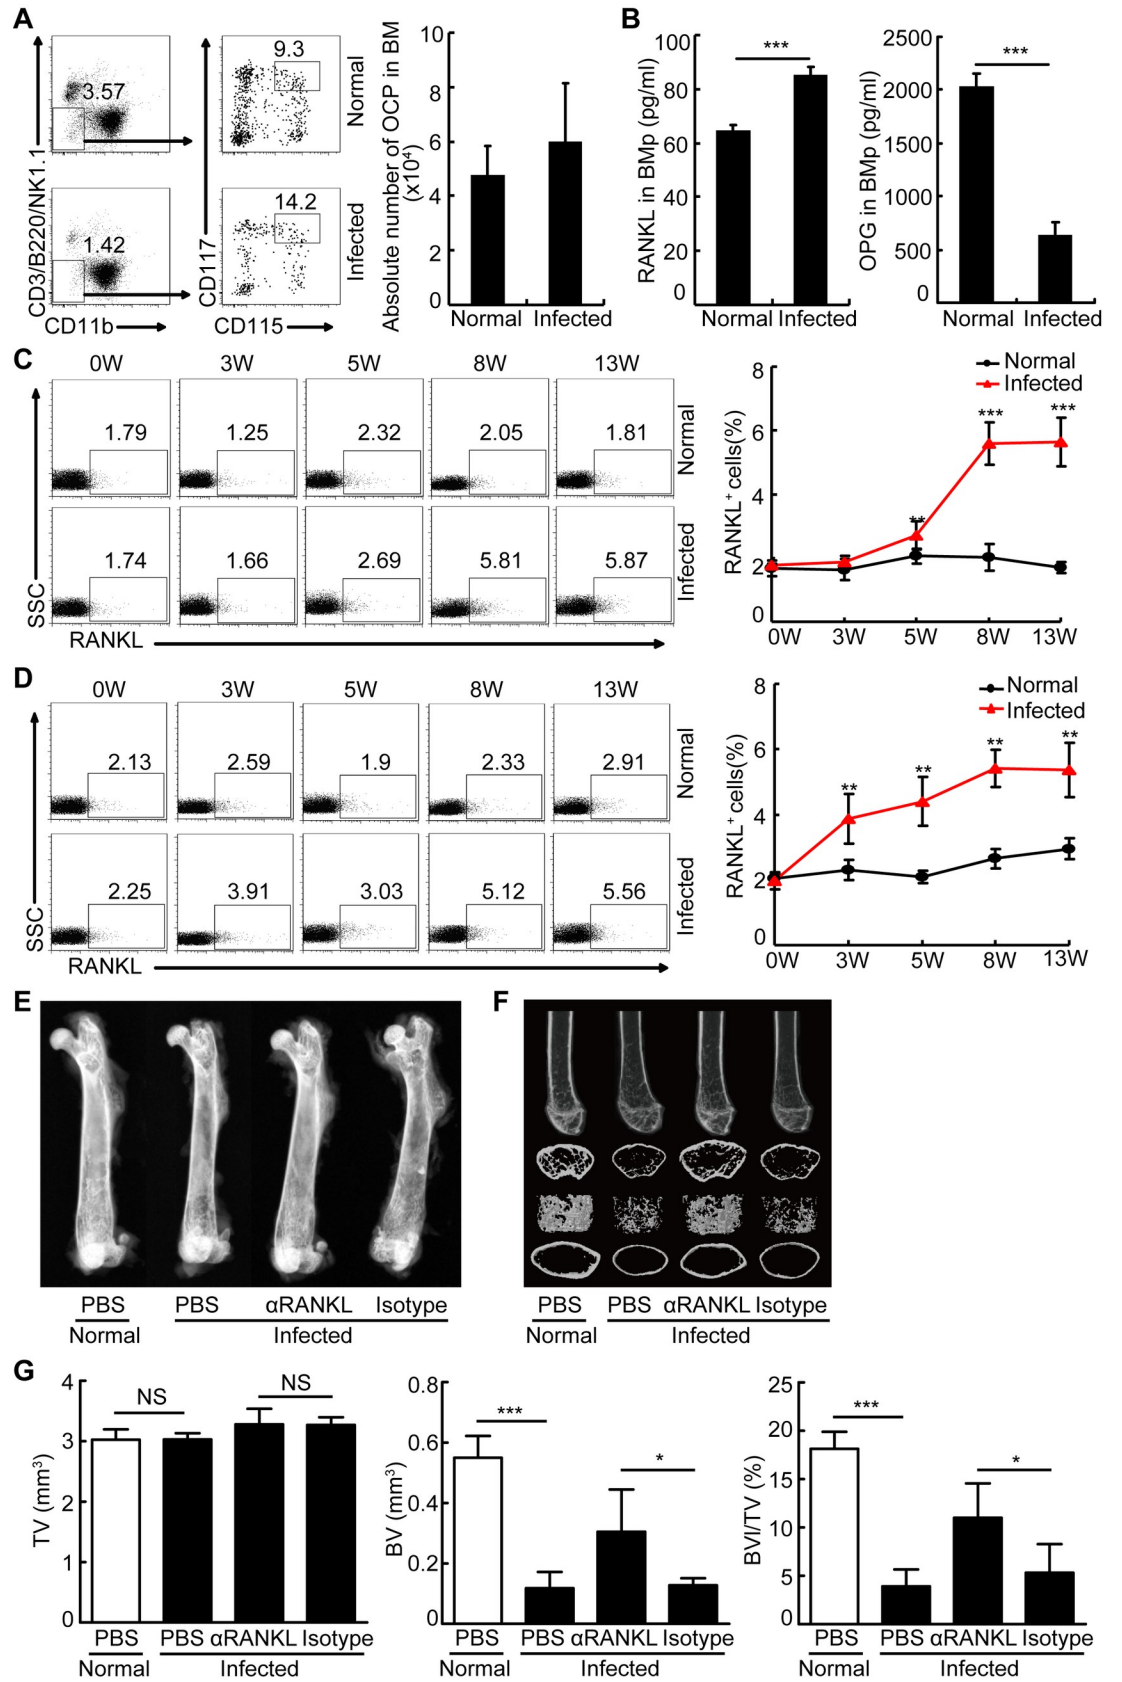 A
CD3/B220/NK1.1
3.57
1.42
CD11b
CD117
9.3
14.2
CD115
Normal
Infected
Absolute number of OCP in BM
(x10⁴)
10
8
6
4
2
0
Normal Infected
B
RANKL in BMp (pg/ml)
100
80
60
40
20
0
***
Normal Infected
OPG in BMp (pg/ml)
2500
2000
1500
1000
500
0
***
Normal Infected
C
0W 3W 5W 8W 13W
1.79 1.25 2.32 2.05 1.81
Normal
1.74 1.66 2.69 5.81 5.87
Infected
SSC
RANKL
RANKL⁺ cells(%)
8
6
4
2
0
Normal
Infected
** *** ***
0W 3W 5W 8W 13W
D
0W 3W 5W 8W 13W
2.13 2.59 1.9 2.33 2.91
Normal
2.25 3.91 3.03 5.12 5.56
Infected
SSC
RANKL
RANKL⁺ cells(%)
8
6
4
2
0
Normal
Infected
** ** ** **
0W 3W 5W 8W 13W
E
PBS PBS αRANKL Isotype
Normal Infected
F
PBS PBS αRANKL Isotype
Normal Infected
G
TV (mm³)
4
3
2
1
0
NS NS
PBS PBS αRANKL Isotype
Normal Infected
BV (mm³)
0.8
0.6
0.4
0.2
0
*** *
PBS PBS αRANKL Isotype
Normal Infected
BVI/TV (%)
25
20
15
10
5
0
*** *
PBS PBS αRANKL Isotype
Normal Infected